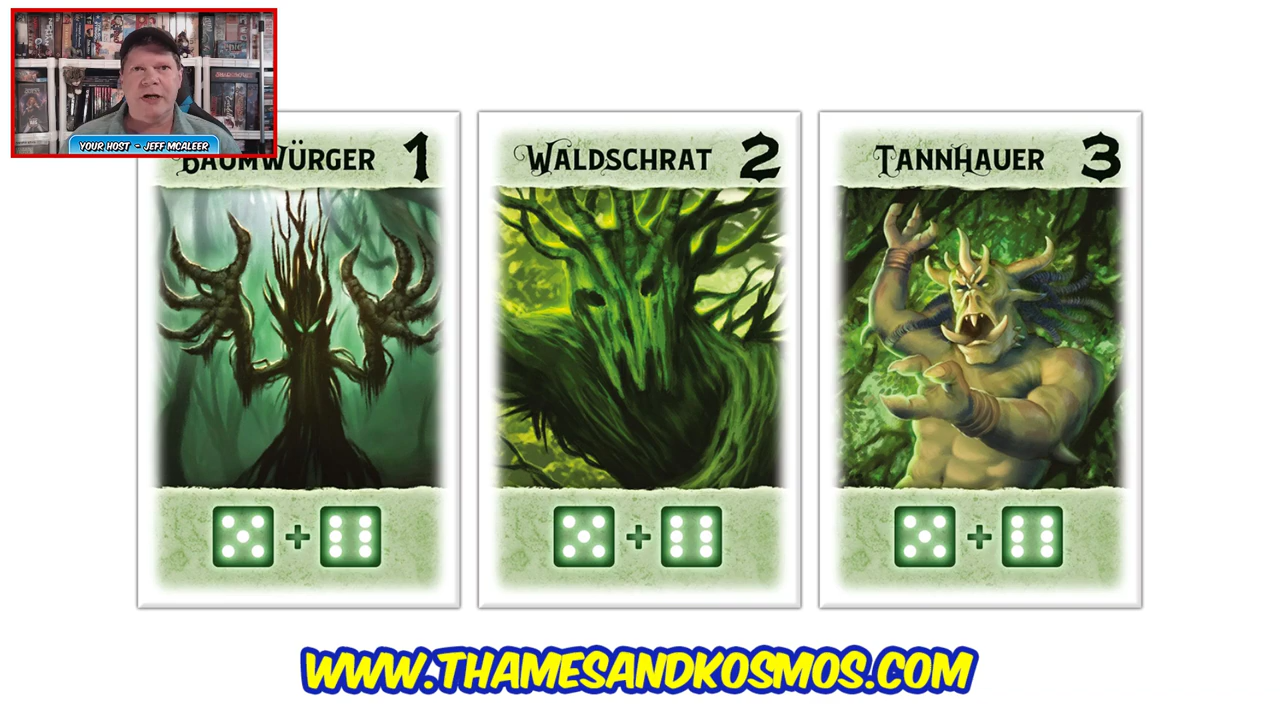 YOUR HOST - JEFF MCALEER
BAUMWÜRGER 1
WALDSCHRAT 2
TANNHAUER 3
WWW.THAMESANDKOSMOS.COM